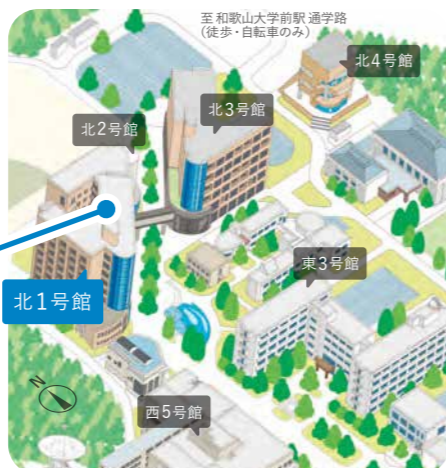 至 和歌山大学前駅 通学路
(徒歩・自転車のみ)
北4号館
北3号館
北2号館
東3号館
北1号館
西5号館
N